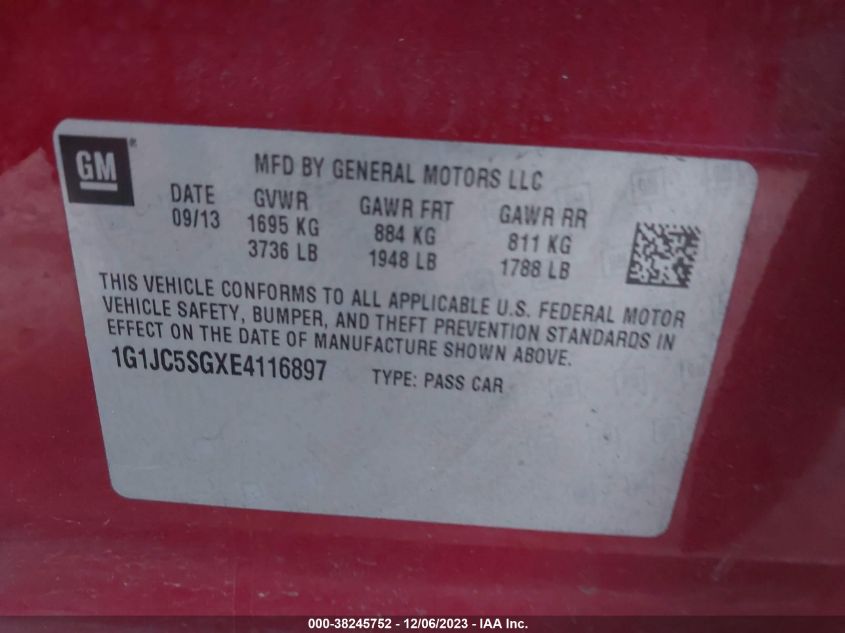 GM®
MFD BY GENERAL MOTORS LLC
DATE GVWR GAWR FRT GAWR RR
09/13 1695 KG 884 KG 811 KG
3736 LB 1948 LB 1788 LB
THIS VEHICLE CONFORMS TO ALL APPLICABLE U.S. FEDERAL MOTOR
VEHICLE SAFETY, BUMPER, AND THEFT PREVENTION STANDARDS IN
EFFECT ON THE DATE OF MANUFACTURE SHOWN ABOVE.
1G1JC5SGXE4116897 TYPE: PASS CAR
000-38245752 - 12/06/2023 - IAA Inc.